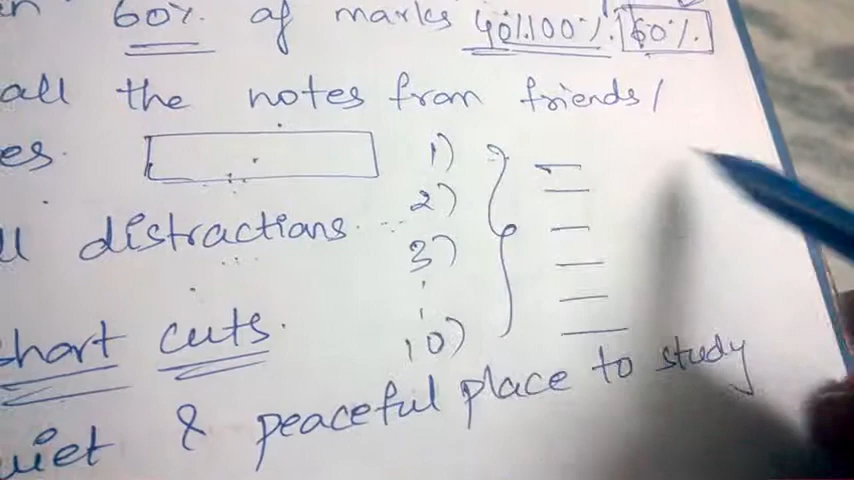 60%. of marks 40%.100%. 60%.
all the notes from friends/
es. 1)
2)
distractions. 3)
short cuts. 10)
quiet & peaceful place to study